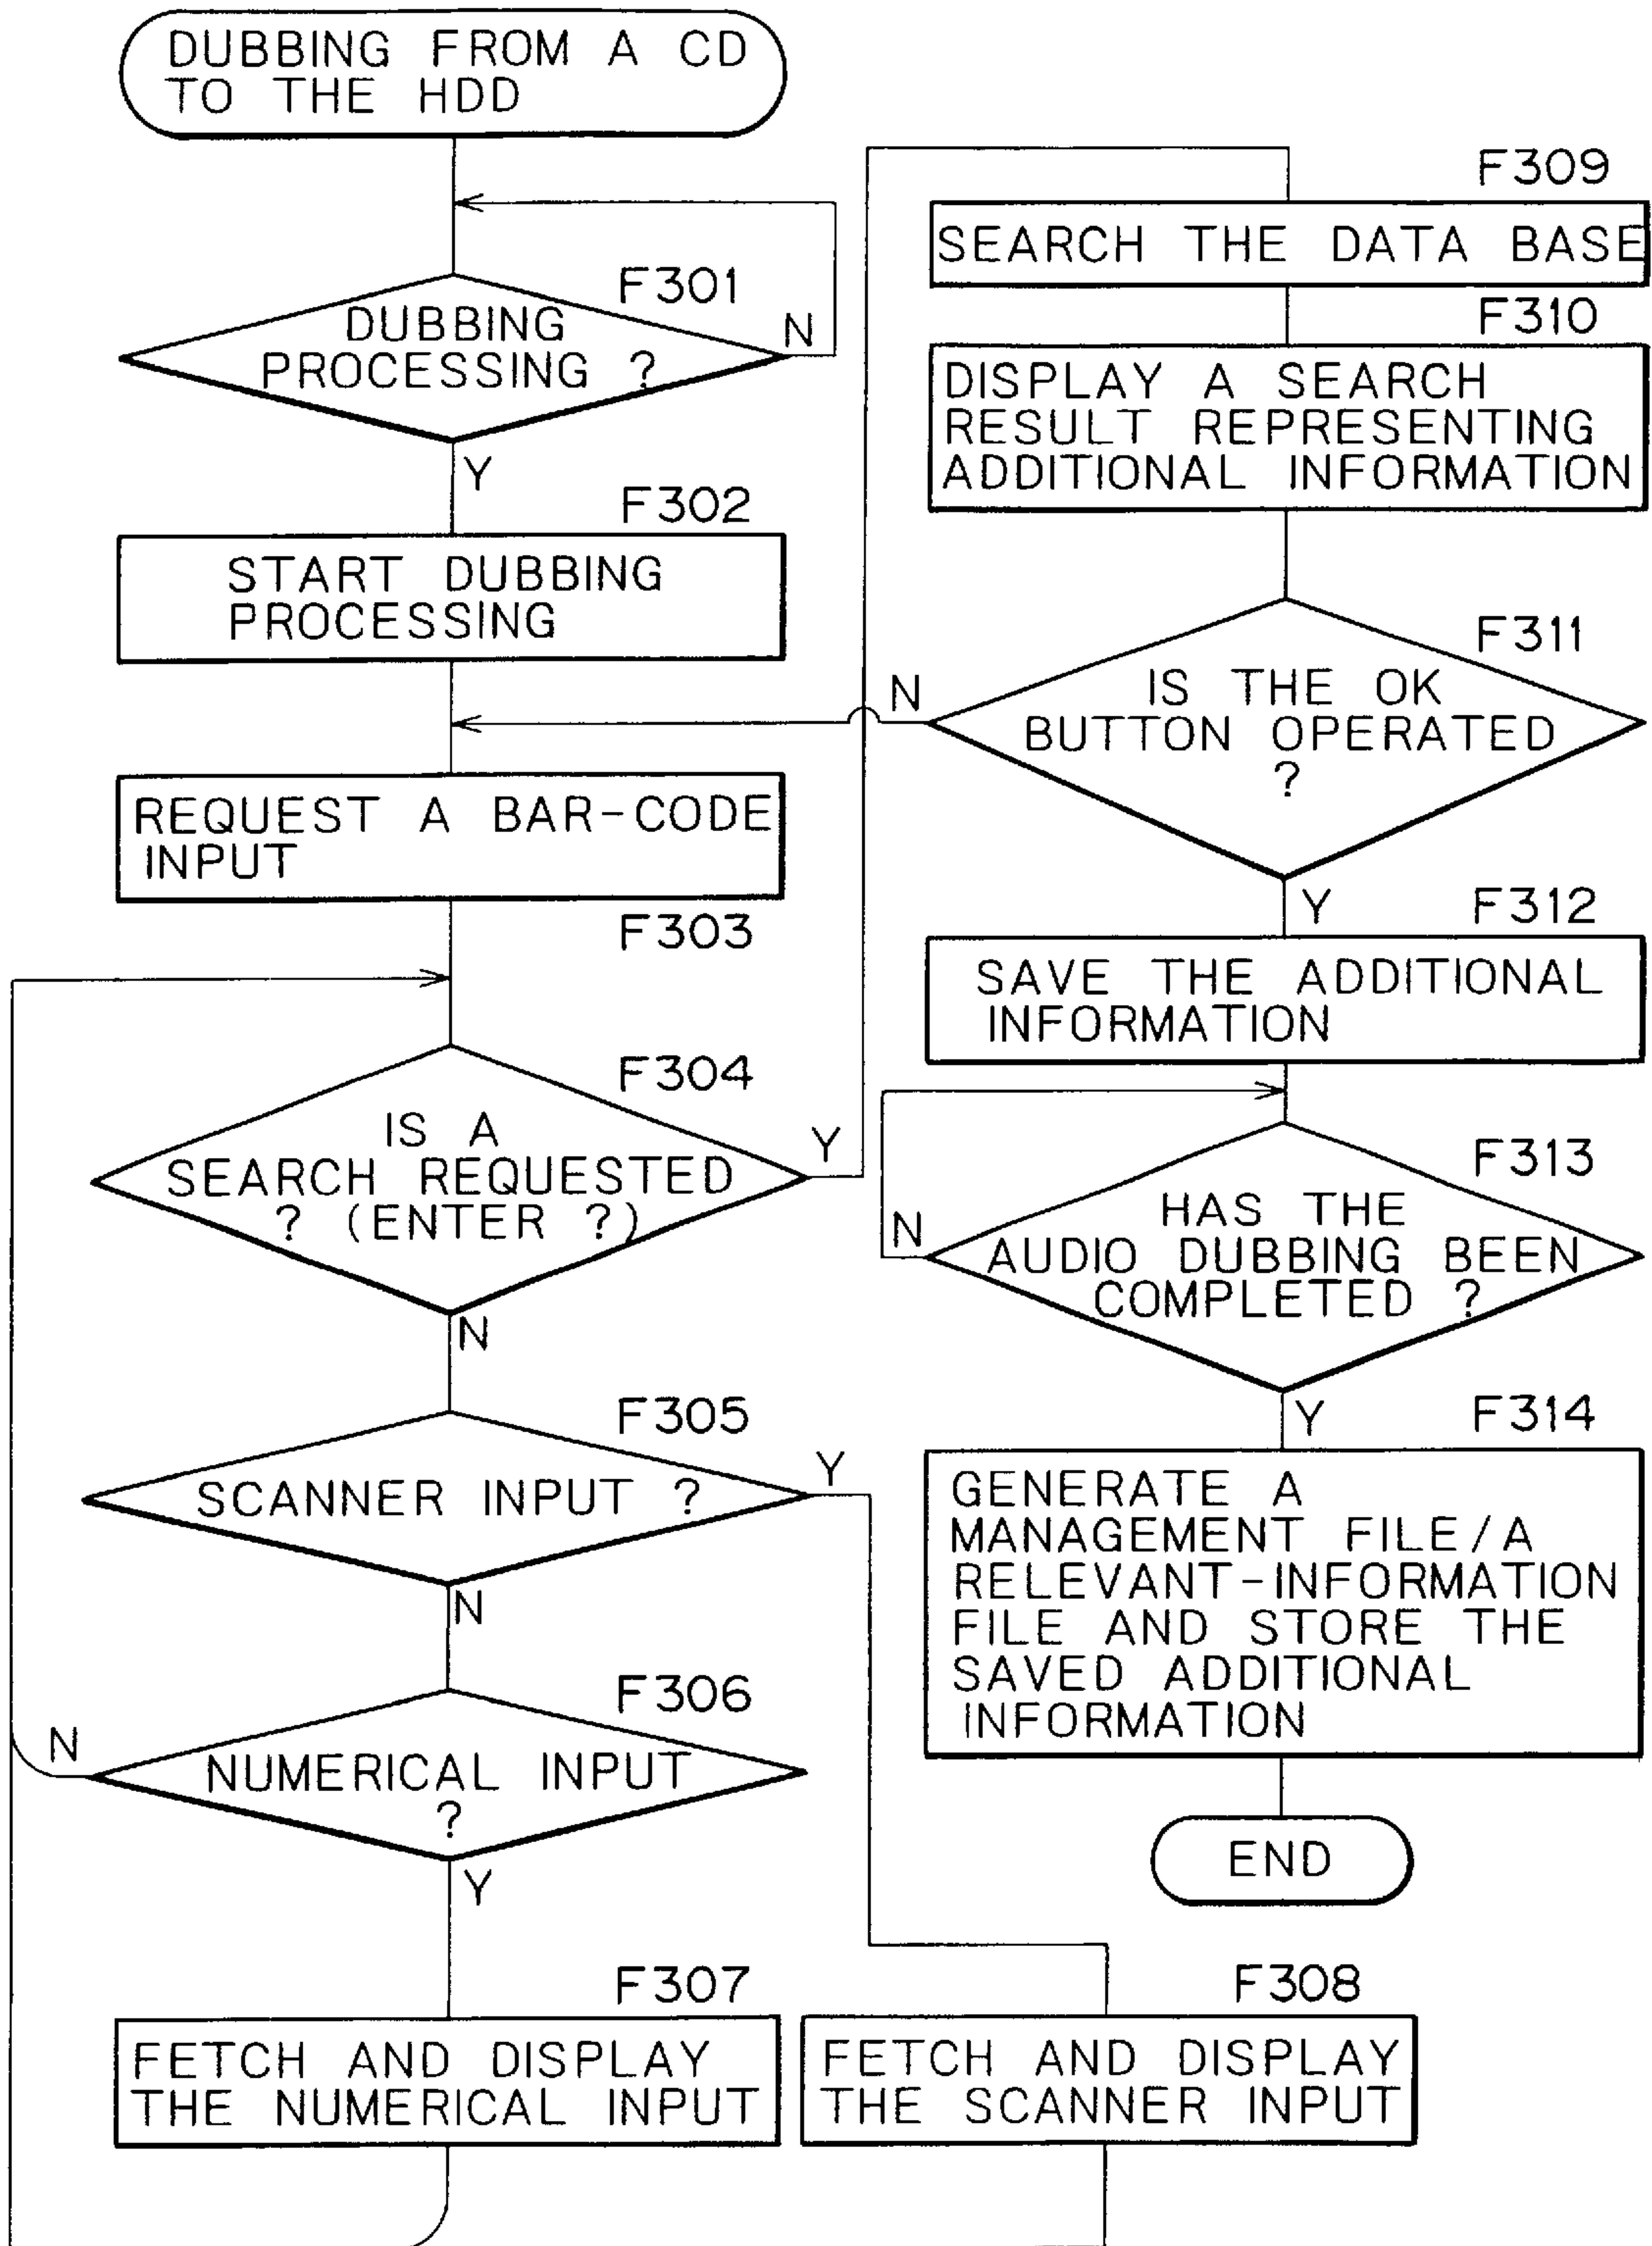 DUBBING FROM A CD
TO THE HDD
F301
DUBBING
PROCESSING ?
N
Y
F302
START DUBBING
PROCESSING
REQUEST A BAR-CODE
INPUT
F303
F304
IS A
SEARCH REQUESTED
? (ENTER ?)
Y
N
F305
SCANNER INPUT ?
Y
N
F306
NUMERICAL INPUT
?
N
Y
F307
FETCH AND DISPLAY
THE NUMERICAL INPUT
F308
FETCH AND DISPLAY
THE SCANNER INPUT
F309
SEARCH THE DATA BASE
F310
DISPLAY A SEARCH
RESULT REPRESENTING
ADDITIONAL INFORMATION
F311
IS THE OK
BUTTON OPERATED
?
N
Y
F312
SAVE THE ADDITIONAL
INFORMATION
F313
HAS THE
AUDIO DUBBING BEEN
COMPLETED ?
N
Y
F314
GENERATE A
MANAGEMENT FILE/A
RELEVANT-INFORMATION
FILE AND STORE THE
SAVED ADDITIONAL
INFORMATION
END